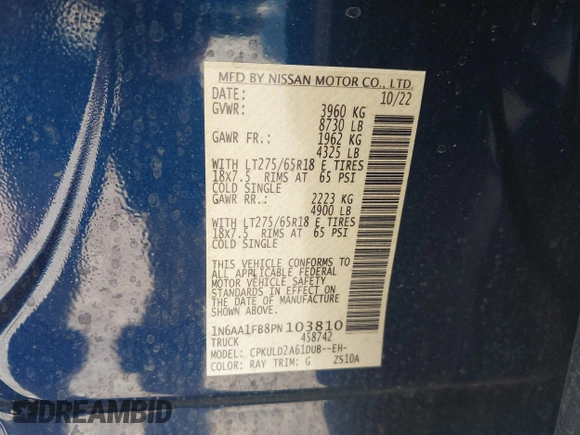 MFD BY NISSAN MOTOR CO., LTD.
DATE: 10/22
GVWR: 3960 KG
8730 LB
GAWR FR.: 1962 KG
4325 LB
WITH LT275/65R18 E TIRES
18X7.5 RIMS AT 65 PSI
COLD SINGLE
GAWR RR.: 2223 KG
4900 LB
WITH LT275/65R18 E TIRES
18X7.5 RIMS AT 65 PSI
COLD SINGLE
THIS VEHICLE CONFORMS TO
ALL APPLICABLE FEDERAL
MOTOR VEHICLE SAFETY
STANDARDS IN EFFECT ON
THE DATE OF MANUFACTURE
SHOWN ABOVE.
1N6AA1FB8PN103810
TRUCK 458742
MODEL: CPKULD2A61DUB--EH-
COLOR: RAY TRIM: G ZS10A
DREAMBID